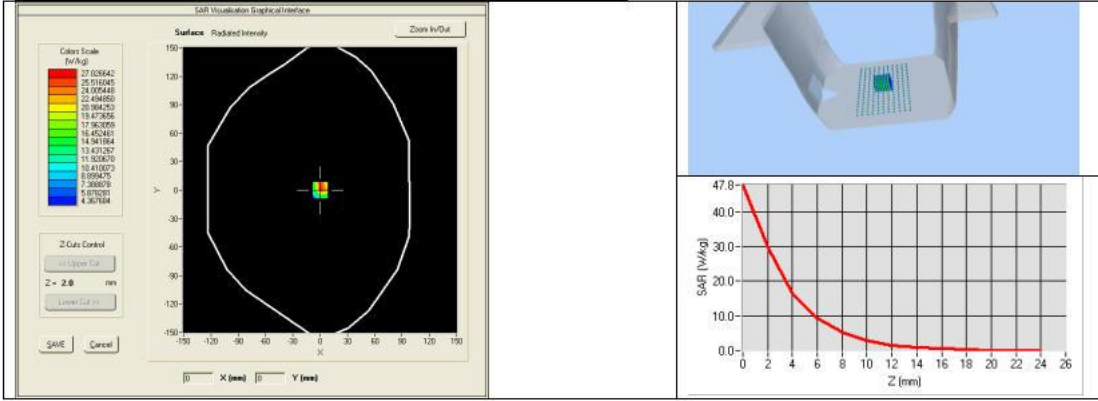 SAR Visualisation Graphical Interface
Surface Radiated Intensity
Zoom In/Out
Colors Scale
(W/kg)
27.026642
25.516045
24.005448
22.494850
20.984253
19.473656
17.963059
16.452461
14.941864
13.431267
11.920670
10.410073
8.899475
7.388878
5.878281
4.367684
Z-Cuts Control
<< Upper Cut
Z = 2.0 mm
Lower Cut >>
SAVE Cancel
150
120
90
60
30
0
-30
-60
-90
-120
-150
Y
-150 -120 -90 -60 -30 0 30 60 90 120 150
X
0 X (mm) 0 Y (mm)
47.8
40.0
30.0
20.0
10.0
0.0
SAR (W/kg)
0 2 4 6 8 10 12 14 16 18 20 22 24 26
Z (mm)